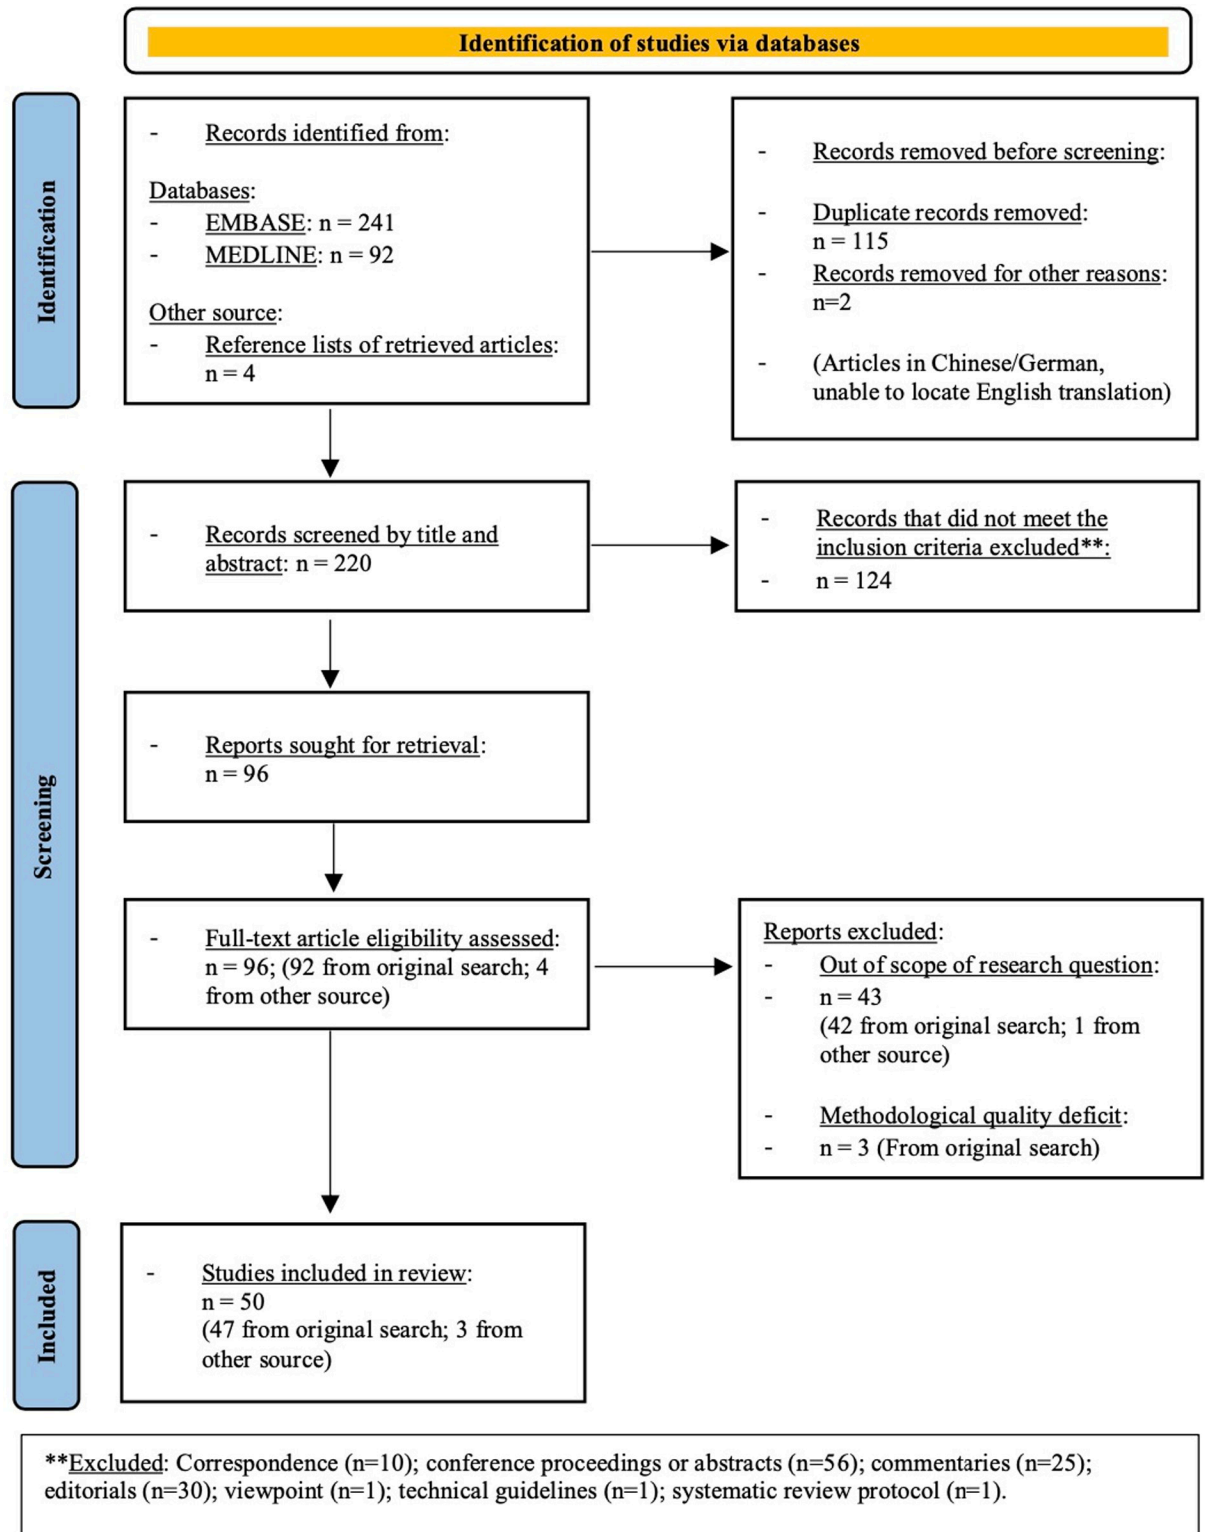 Identification of studies via databases
Identification
- Records identified from:
Databases:
- EMBASE: n = 241
- MEDLINE: n = 92
Other source:
- Reference lists of retrieved articles:
n = 4
- Records removed before screening:
- Duplicate records removed:
n = 115
- Records removed for other reasons:
n=2
- (Articles in Chinese/German,
unable to locate English translation)
Screening
- Records screened by title and
abstract: n = 220
- Records that did not meet the
inclusion criteria excluded**:
- n = 124
- Reports sought for retrieval:
n = 96
- Full-text article eligibility assessed:
n = 96; (92 from original search; 4
from other source)
Reports excluded:
- Out of scope of research question:
- n = 43
(42 from original search; 1 from
other source)
- Methodological quality deficit:
- n = 3 (From original search)
Included
- Studies included in review:
n = 50
(47 from original search; 3 from
other source)
**Excluded: Correspondence (n=10); conference proceedings or abstracts (n=56); commentaries (n=25);
editorials (n=30); viewpoint (n=1); technical guidelines (n=1); systematic review protocol (n=1).